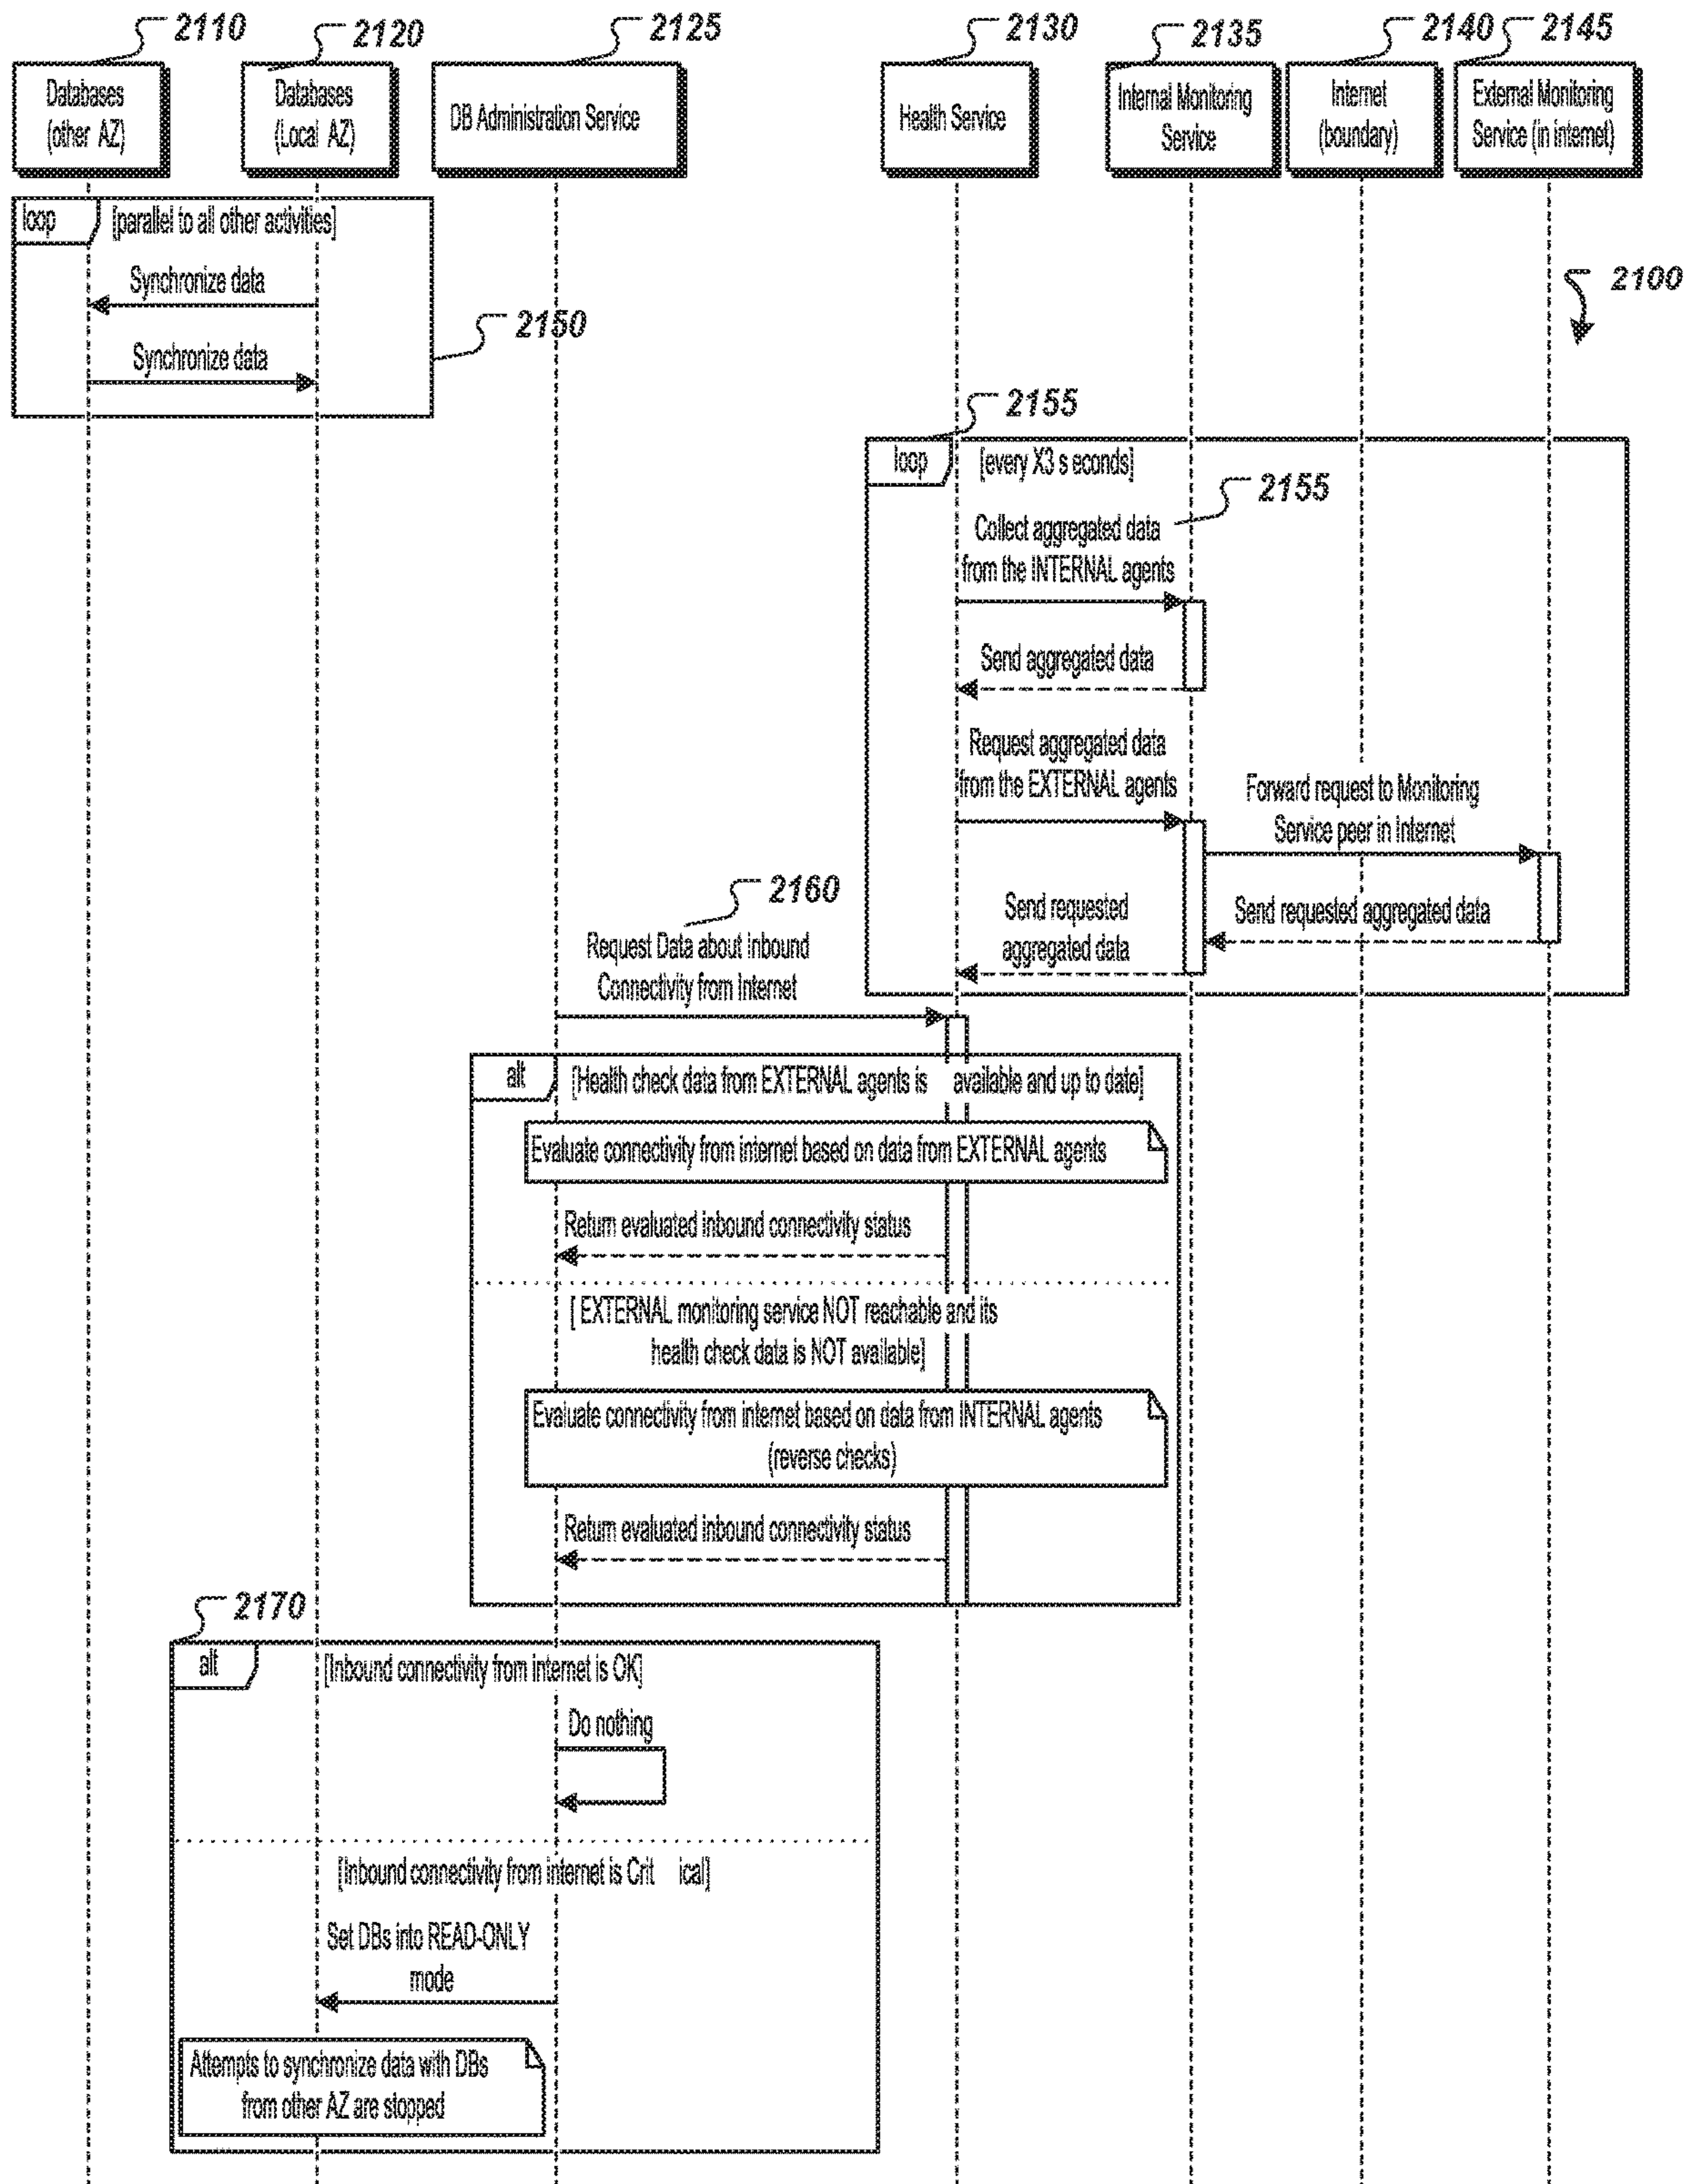 2110
2120
2125
2130
2135
2140
2145
Databases
(other AZ)
Databases
(Local AZ)
DB Administration Service
Health Service
Internal Monitoring
Service
Internet
(boundary)
External Monitoring
Service (in internet)
loop
[parallel to all other activities]
Synchronize data
Synchronize data
2150
2100
2155
loop
[every X3 s econds]
2155
Collect aggregated data
from the INTERNAL agents
Send aggregated data
Request aggregated data
from the EXTERNAL agents
Forward request to Monitoring
Service peer in Internet
Send requested aggregated data
Send requested
aggregated data
2160
Request Data about inbound
Connectivity from Internet
alt
[Health check data from EXTERNAL agents is available and up to date]
Evaluate connectivity from internet based on data from EXTERNAL agents
Return evaluated inbound connectivity status
[ EXTERNAL monitoring service NOT reachable and its
health check data is NOT available]
Evaluate connectivity from internet based on data from INTERNAL agents
(reverse checks)
Return evaluated inbound connectivity status
2170
alt
[Inbound connectivity from internet is OK]
Do nothing
[Inbound connectivity from internet is Crit ical]
Set DBs into READ-ONLY
mode
Attempts to synchronize data with DBs
from other AZ are stopped